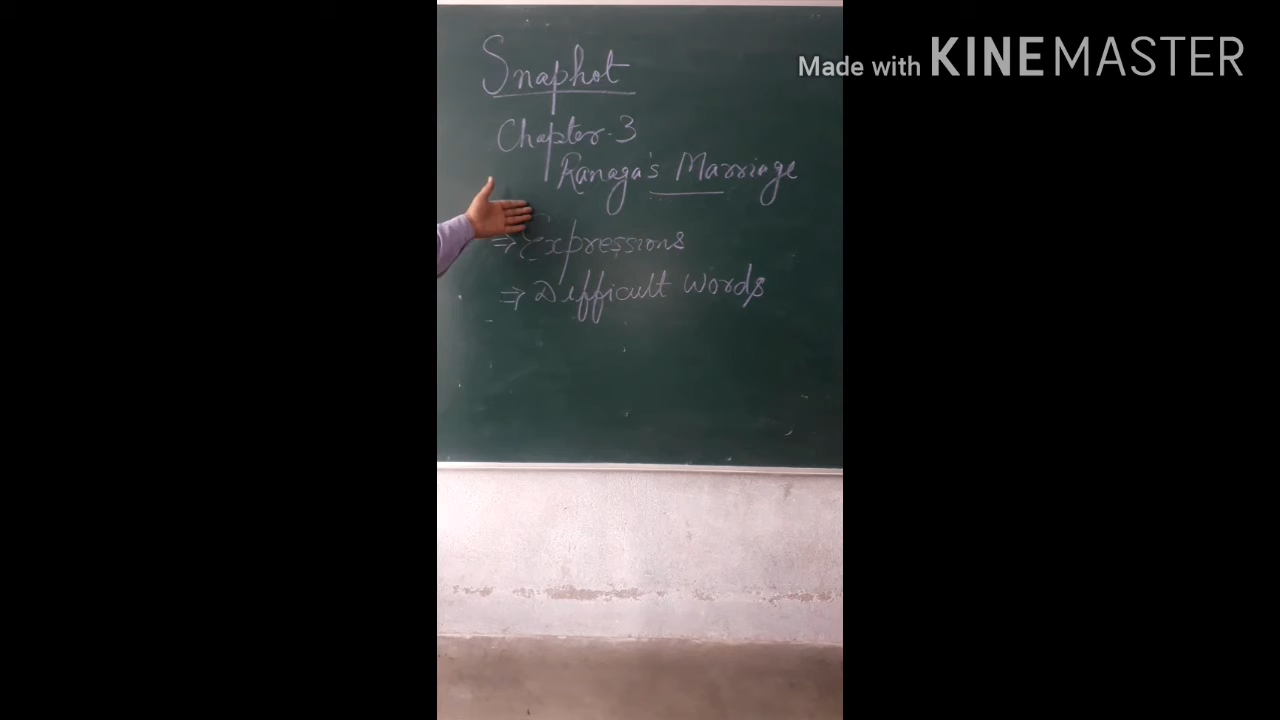 Made with KINEMASTER
Snaphot
Chapter-3
Ranaga's Marriage
⇒ Expressions
⇒ Difficult words